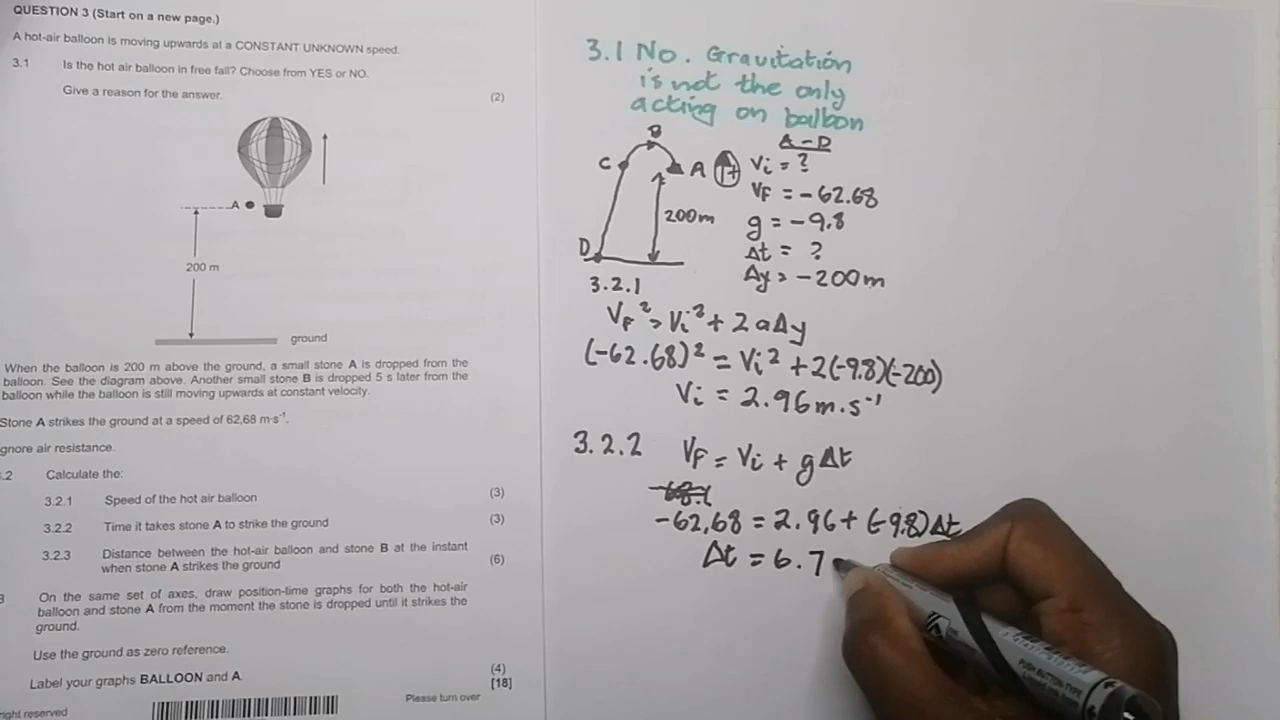 QUESTION 3 (Start on a new page.)
A hot-air balloon is moving upwards at a CONSTANT UNKNOWN speed.
3.1 Is the hot air balloon in free fall? Choose from YES or NO.
Give a reason for the answer. (2)
A
200 m
ground
When the balloon is 200 m above the ground, a small stone A is dropped from the
balloon. See the diagram above. Another small stone B is dropped 5 s later from the
balloon while the balloon is still moving upwards at constant velocity.
Stone A strikes the ground at a speed of 62,68 m·s⁻¹.
gnore air resistance.
.2 Calculate the:
3.2.1 Speed of the hot air balloon (3)
3.2.2 Time it takes stone A to strike the ground (3)
3.2.3 Distance between the hot-air balloon and stone B at the instant
when stone A strikes the ground (6)
3 On the same set of axes, draw position-time graphs for both the hot-air
balloon and stone A from the moment the stone is dropped until it strikes the
ground.
Use the ground as zero reference.
Label your graphs BALLOON and A. (4)
[18]
right reserved
Please turn over
3.1 No. Gravitation
is not the only
acting on balloon
B
C
A
D
200m
+
A-D
Vi = ?
VF = -62.68
g = -9.8
Δt = ?
Δy = -200m
3.2.1
VF² = Vi² + 2aΔy
(-62.68)² = Vi² + 2(-9.8)(-200)
Vi = 2.96 m.s⁻¹
3.2.2 VF = Vi + gΔt
-62,68 = 2.96 + (-9.8)Δt
Δt = 6.7
PUSH BUTTON TYPE